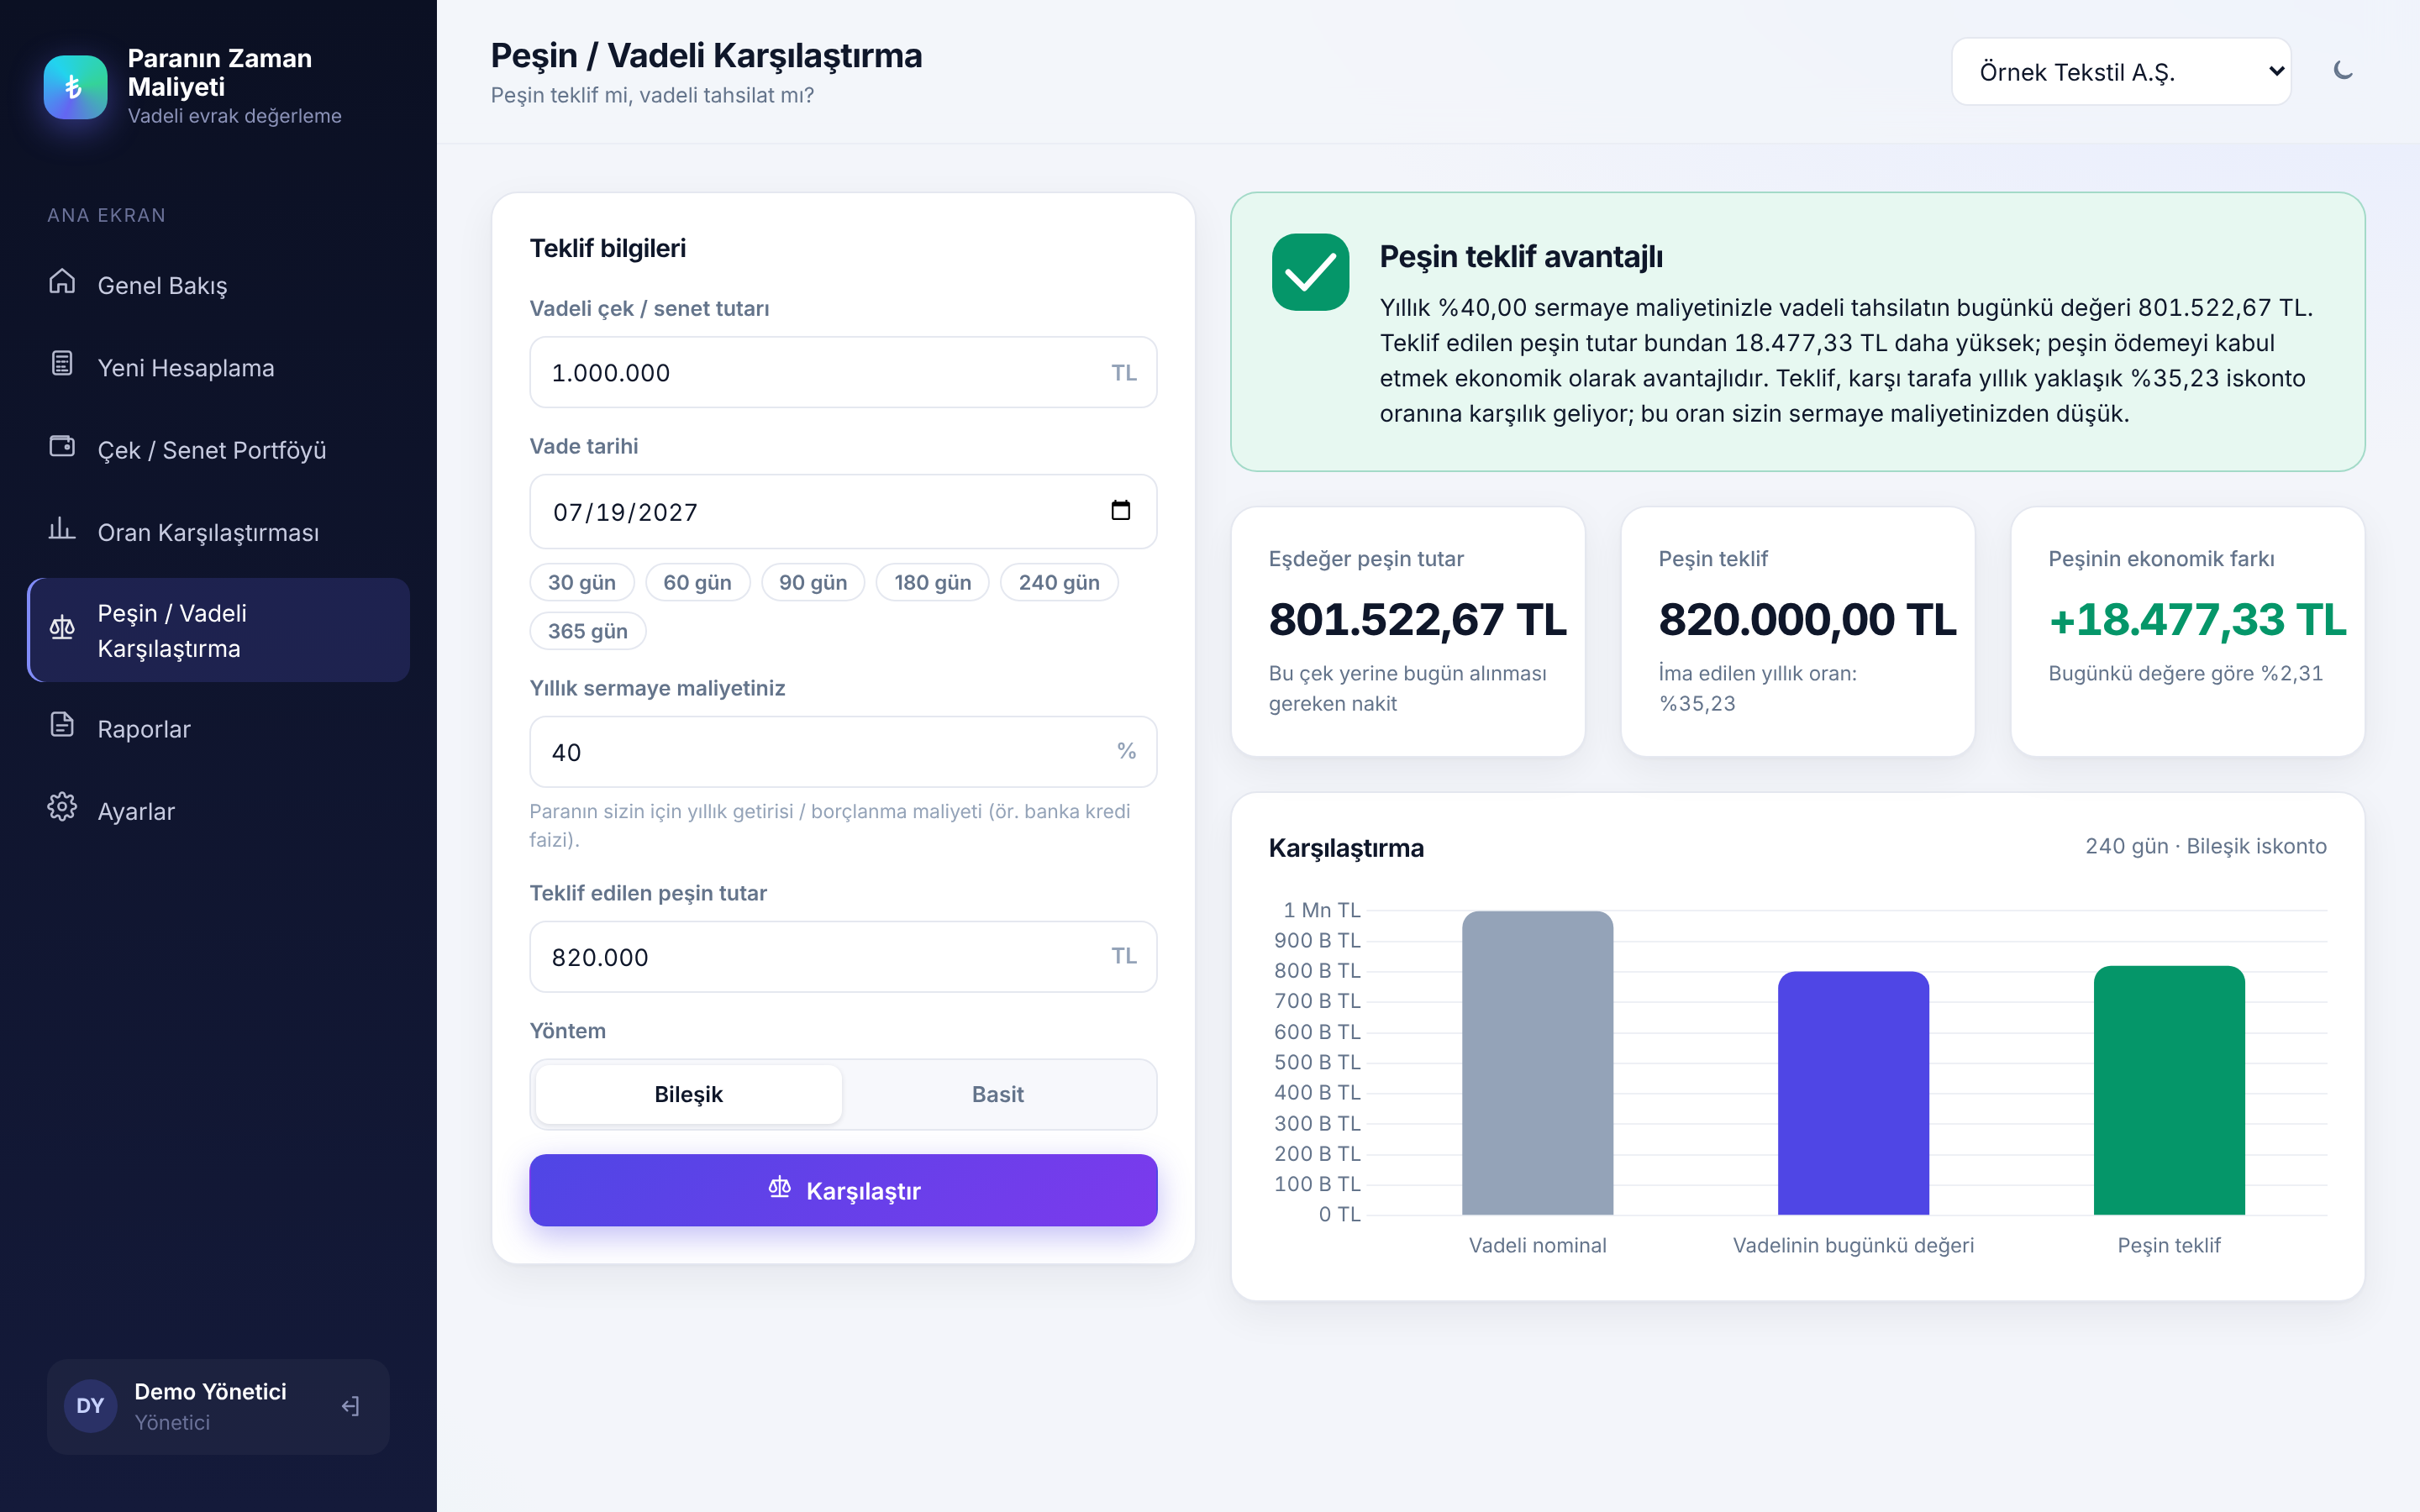 ₺
Paranın Zaman
Maliyeti
Vadeli evrak değerleme
ANA EKRAN
Genel Bakış
Yeni Hesaplama
Çek / Senet Portföyü
Oran Karşılaştırması
Peşin / Vadeli
Karşılaştırma
Raporlar
Ayarlar
DY
Demo Yönetici
Yönetici
Peşin / Vadeli Karşılaştırma
Peşin teklif mi, vadeli tahsilat mı?
Örnek Tekstil A.Ş.
Teklif bilgileri
Vadeli çek / senet tutarı
1.000.000 TL
Vade tarihi
07/19/2027
30 gün 60 gün 90 gün 180 gün 240 gün
365 gün
Yıllık sermaye maliyetiniz
40 %
Paranın sizin için yıllık getirisi / borçlanma maliyeti (ör. banka kredi
faizi).
Teklif edilen peşin tutar
820.000 TL
Yöntem
Bileşik Basit
Karşılaştır
Peşin teklif avantajlı
Yıllık %40,00 sermaye maliyetinizle vadeli tahsilatın bugünkü değeri 801.522,67 TL.
Teklif edilen peşin tutar bundan 18.477,33 TL daha yüksek; peşin ödemeyi kabul
etmek ekonomik olarak avantajlıdır. Teklif, karşı tarafa yıllık yaklaşık %35,23 iskonto
oranına karşılık geliyor; bu oran sizin sermaye maliyetinizden düşük.
Eşdeğer peşin tutar
801.522,67 TL
Bu çek yerine bugün alınması
gereken nakit
Peşin teklif
820.000,00 TL
İma edilen yıllık oran:
%35,23
Peşinin ekonomik farkı
+18.477,33 TL
Bugünkü değere göre %2,31
Karşılaştırma
240 gün · Bileşik iskonto
1 Mn TL
900 B TL
800 B TL
700 B TL
600 B TL
500 B TL
400 B TL
300 B TL
200 B TL
100 B TL
0 TL
Vadeli nominal Vadelinin bugünkü değeri Peşin teklif